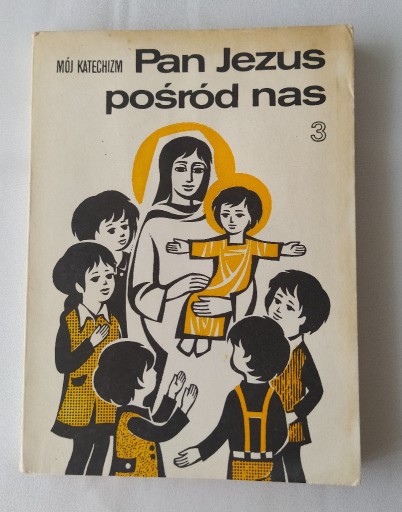 MÓJ KATECHIZM Pan Jezus
pośród nas
3